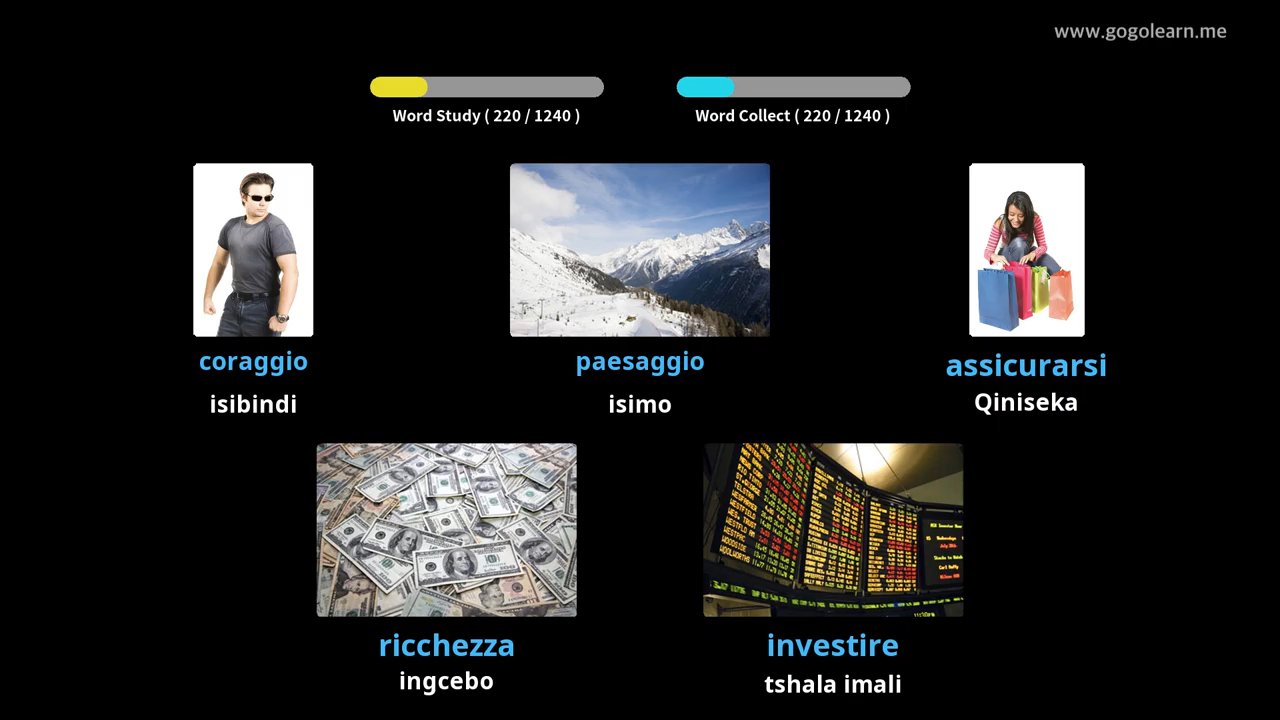 www.gogolearn.me
Word Study ( 220 / 1240 )
Word Collect ( 220 / 1240 )
coraggio
isibindi
paesaggio
isimo
assicurarsi
Qiniseka
ricchezza
ingcebo
investire
tshala imali